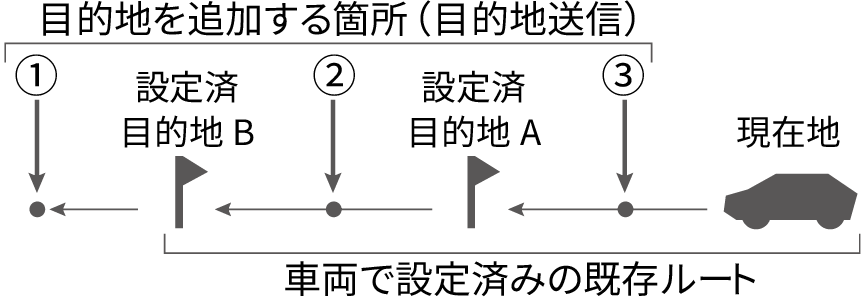 目的地を追加する箇所（目的地送信）
① ② ③
設定済
目的地 B
設定済
目的地 A
現在地
車両で設定済みの既存ルート